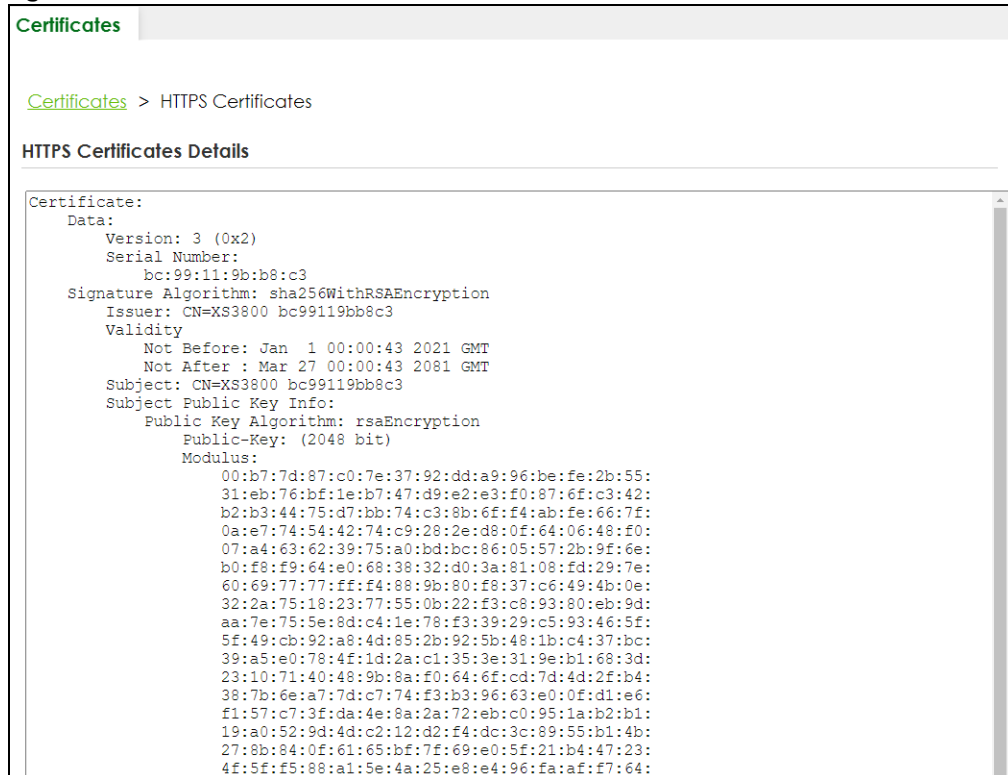 Certificates
Certificates > HTTPS Certificates
HTTPS Certificates Details
Certificate:
Data:
Version: 3 (0x2)
Serial Number:
bc:99:11:9b:b8:c3
Signature Algorithm: sha256WithRSAEncryption
Issuer: CN=XS3800 bc99119bb8c3
Validity
Not Before: Jan  1 00:00:43 2021 GMT
Not After : Mar 27 00:00:43 2081 GMT
Subject: CN=XS3800 bc99119bb8c3
Subject Public Key Info:
Public Key Algorithm: rsaEncryption
Public-Key: (2048 bit)
Modulus:
00:b7:7d:87:c0:7e:37:92:dd:a9:96:be:fe:2b:55:
31:eb:76:bf:1e:b7:47:d9:e2:e3:f0:87:6f:c3:42:
b2:b3:44:75:d7:bb:74:c3:8b:6f:f4:ab:fe:66:7f:
0a:e7:74:54:42:74:c9:28:2e:d8:0f:64:06:48:f0:
07:a4:63:62:39:75:a0:bd:bc:86:05:57:2b:9f:6e:
b0:f8:f9:64:e0:68:38:32:d0:3a:81:08:fd:29:7e:
60:69:77:77:ff:f4:88:9b:80:f8:37:c6:49:4b:0e:
32:2a:75:18:23:77:55:0b:22:f3:c8:93:80:eb:9d:
aa:7e:75:5e:8d:c4:1e:78:f3:39:29:c5:93:46:5f:
5f:49:cb:92:a8:4d:85:2b:92:5b:48:1b:c4:37:bc:
39:a5:e0:78:4f:1d:2a:c1:35:3e:31:9e:b1:68:3d:
23:10:71:40:48:9b:8a:f0:64:6f:cd:7d:4d:2f:b4:
38:7b:6e:a7:7d:c7:74:f3:b3:96:63:e0:0f:d1:e6:
f1:57:c7:3f:da:4e:8a:2a:72:eb:c0:95:1a:b2:b1:
19:a0:52:9d:4d:c2:12:d2:f4:dc:3c:89:55:b1:4b:
27:8b:84:0f:61:65:bf:7f:69:e0:5f:21:b4:47:23:
4f:5f:f5:88:a1:5e:4a:25:e8:e4:96:fa:af:f7:64: